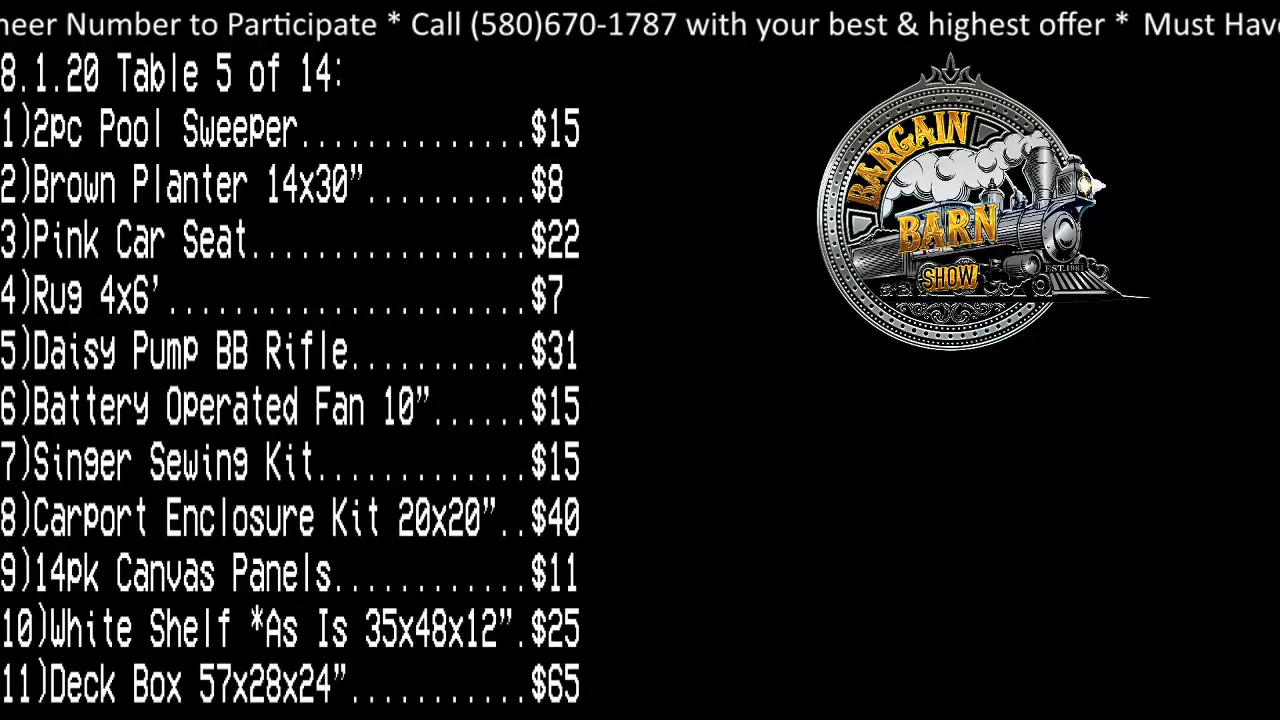 neer Number to Participate * Call (580)670-1787 with your best & highest offer * Must Have
8.1.20 Table 5 of 14:
1)2pc Pool Sweeper..............$15
2)Brown Planter 14x30”..........$8
3)Pink Car Seat.................$22
4)Rug 4x6’......................$7
5)Daisy Pump BB Rifle...........$31
6)Battery Operated Fan 10”......$15
7)Singer Sewing Kit.............$15
8)Carport Enclosure Kit 20x20”..$40
9)14pk Canvas Panels............$11
10)White Shelf *As Is 35x48x12”.$25
11)Deck Box 57x28x24”...........$65
BARGAIN
BARN
SHOW